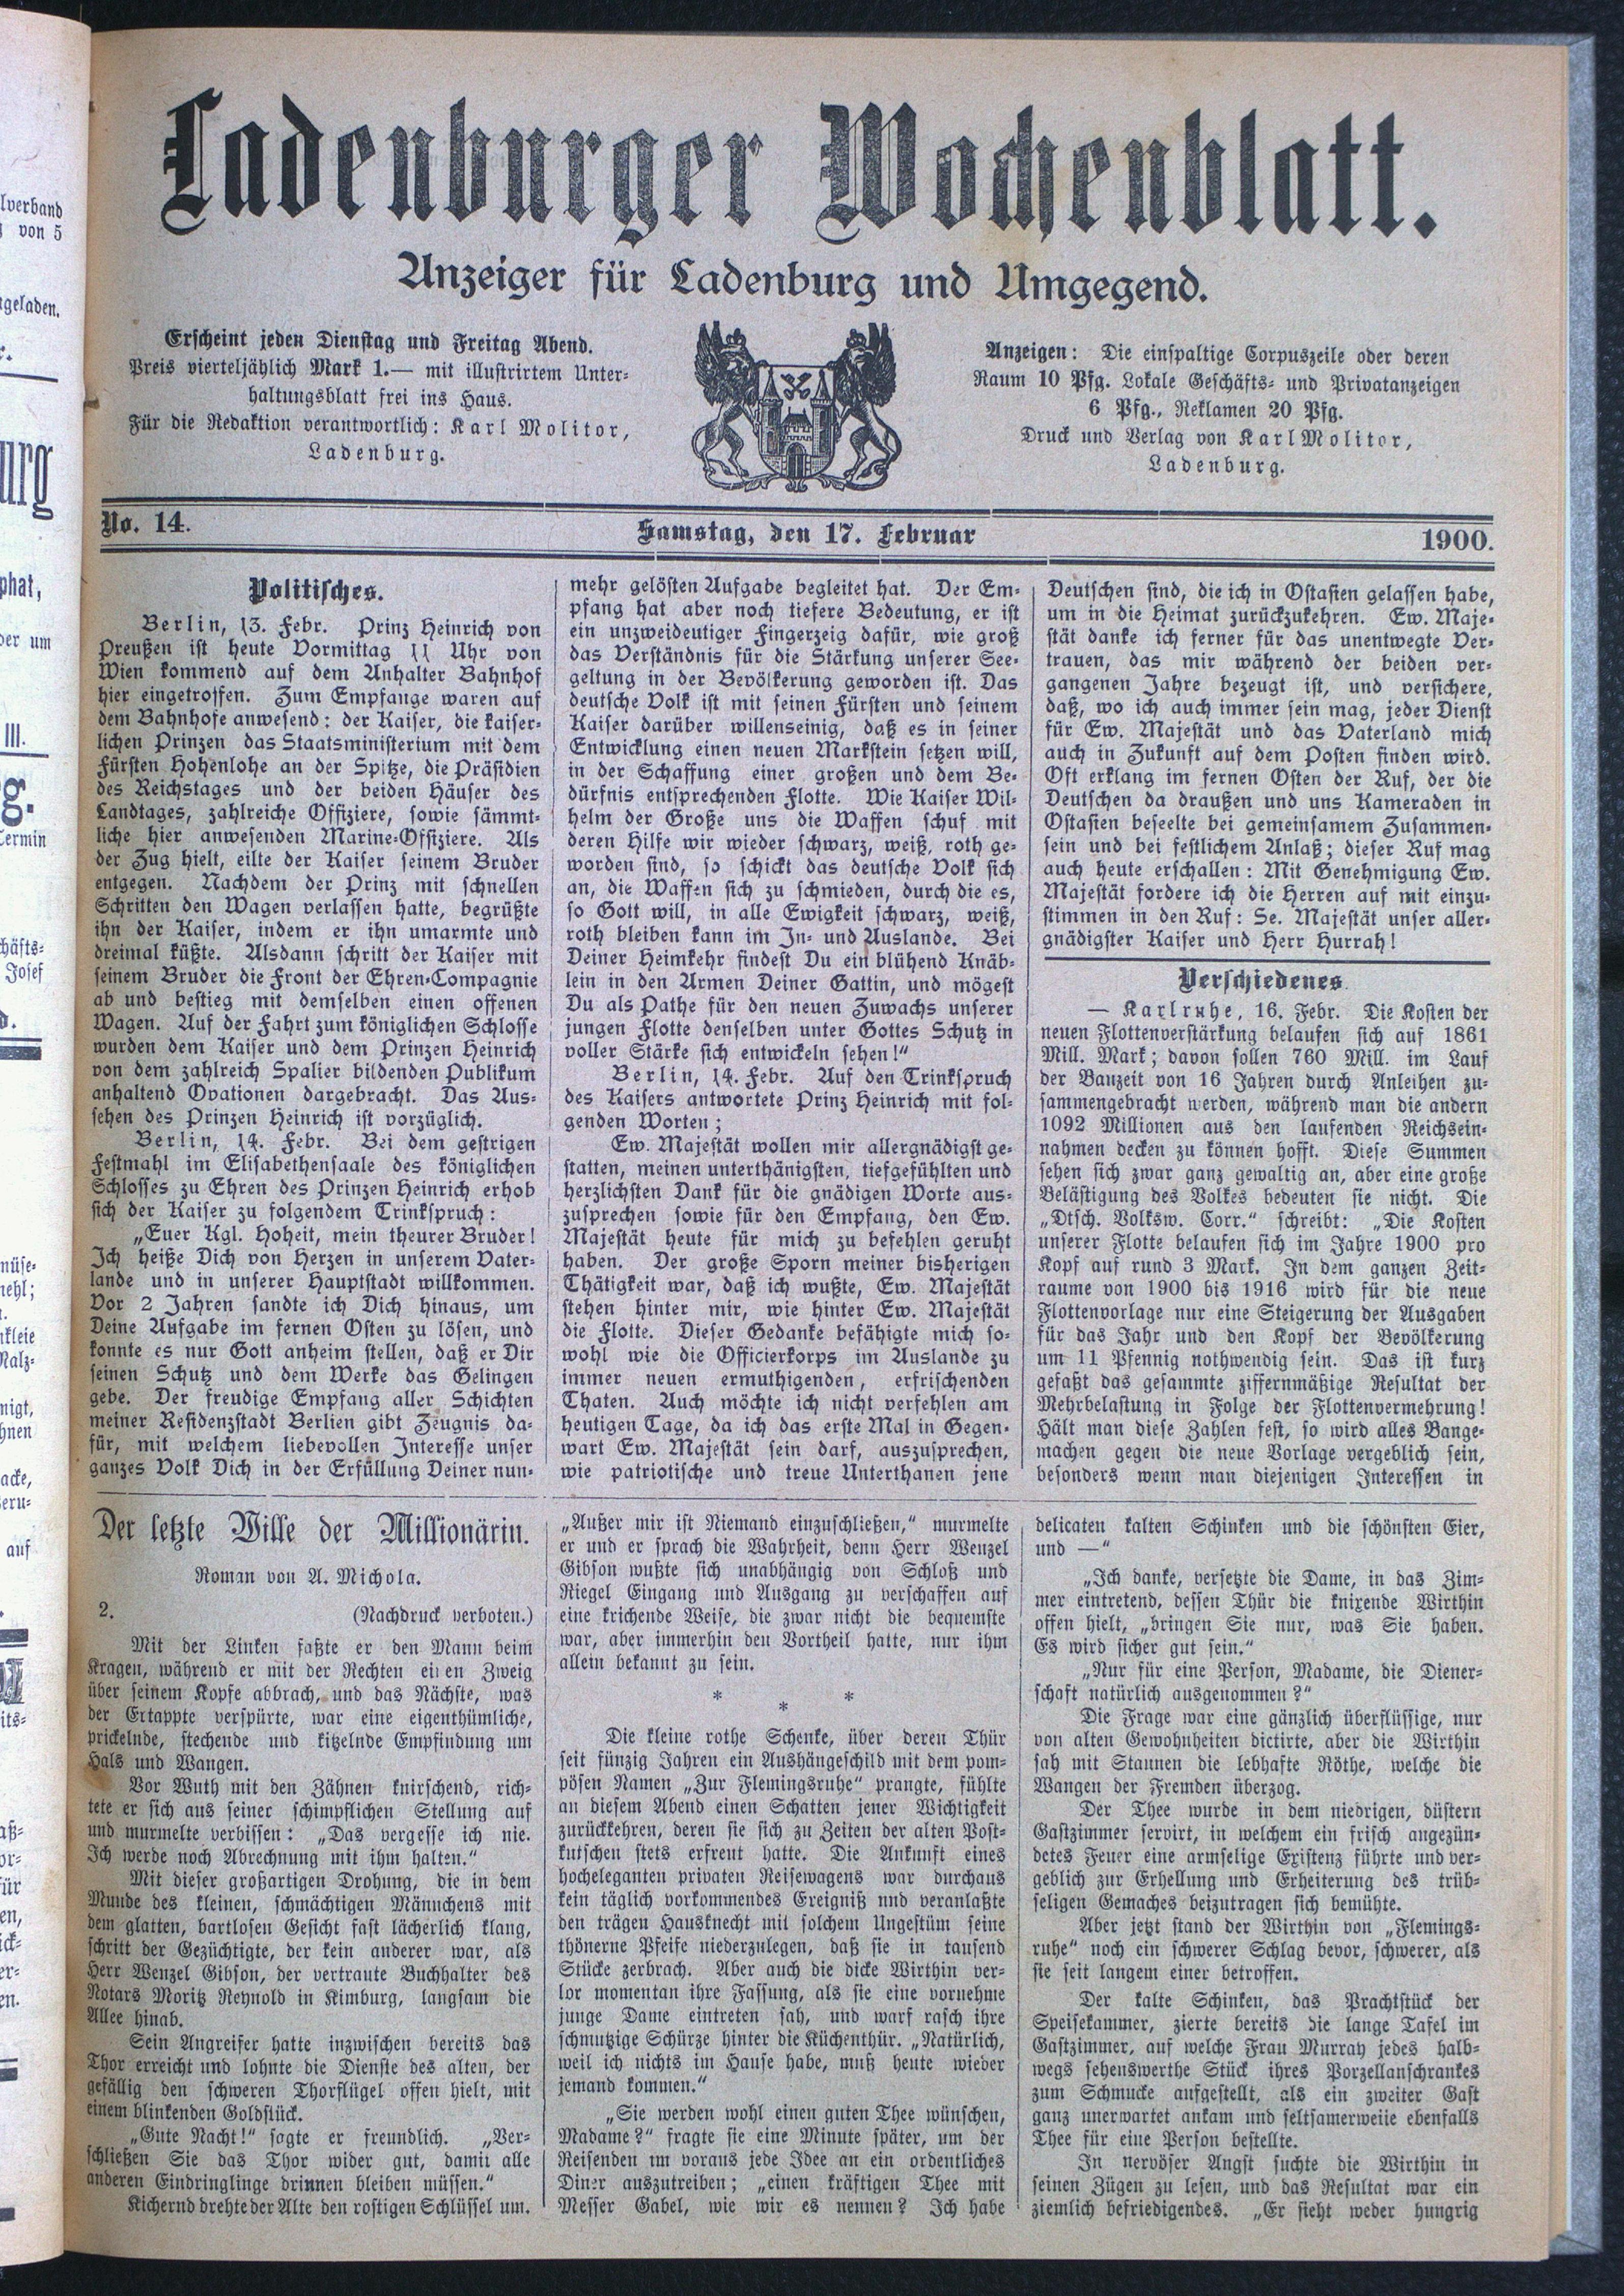 Ladenburger Wochenblatt.
Anzeiger für Ladenburg und Umgegend.
Erscheint jeden Dienstag und Freitag Abend.
Preis vierteljählich Mark 1.— mit illustrirtem Unter-
haltungsblatt frei ins Haus.
Für die Redaktion verantwortlich: Karl Molitor,
Ladenburg.
Anzeigen: Die einspaltige Corpuszeile oder deren
Raum 10 Pfg. Lokale Geschäfts- und Privatanzeigen
6 Pfg., Reklamen 20 Pfg.
Druck und Verlag von Karl Molitor,
Ladenburg.
No. 14.
Samstag, den 17. Februar
1900.
Politisches.
Berlin, 13. Febr. Prinz Heinrich von
Preußen ist heute Vormittag 11 Uhr von
Wien kommend auf dem Anhalter Bahnhof
hier eingetroffen. Zum Empfange waren auf
dem Bahnhofe anwesend: der Kaiser, die kaiser-
lichen Prinzen das Staatsministerium mit dem
Fürsten Hohenlohe an der Spitze, die Präsidien
des Reichstages und der beiden Häuser des
Landtages, zahlreiche Offiziere, sowie sämmt-
liche hier anwesenden Marine-Offiziere. Als
der Zug hielt, eilte der Kaiser seinem Bruder
entgegen. Nachdem der Prinz mit schnellen
Schritten den Wagen verlassen hatte, begrüßte
ihn der Kaiser, indem er ihn umarmte und
dreimal küßte. Alsdann schritt der Kaiser mit
seinem Bruder die Front der Ehren-Compagnie
ab und bestieg mit demselben einen offenen
Wagen. Auf der Fahrt zum königlichen Schlosse
wurden dem Kaiser und dem Prinzen Heinrich
von dem zahlreich Spalier bildenden Publikum
anhaltend Ovationen dargebracht. Das Aus-
sehen des Prinzen Heinrich ist vorzüglich.
Berlin, 14. Febr. Bei dem gestrigen
Festmahl im Elisabethensaale des königlichen
Schlosses zu Ehren des Prinzen Heinrich erhob
sich der Kaiser zu folgendem Trinkspruch:
„Euer Kgl. Hoheit, mein theurer Bruder!
Ich heiße Dich von Herzen in unserem Vater-
lande und in unserer Hauptstadt willkommen.
Vor 2 Jahren sandte ich Dich hinaus, um
Deine Aufgabe im fernen Osten zu lösen, und
konnte es nur Gott anheim stellen, daß er Dir
seinen Schutz und dem Werke das Gelingen
gebe. Der freudige Empfang aller Schichten
meiner Residenzstadt Berlien gibt Zeugnis da-
für, mit welchem liebevollen Interesse unser
ganzes Volk Dich in der Erfüllung Deiner nun-
mehr gelösten Aufgabe begleitet hat. Der Em-
pfang hat aber noch tiefere Bedeutung, er ist
ein unzweideutiger Fingerzeig dafür, wie groß
das Verständnis für die Stärkung unserer See-
geltung in der Bevölkerung geworden ist. Das
deutsche Volk ist mit seinen Fürsten und seinem
Kaiser darüber willenseinig, daß es in seiner
Entwicklung einen neuen Markstein setzen will,
in der Schaffung einer großen und dem Be-
dürfnis entsprechenden Flotte. Wie Kaiser Wil-
helm der Große uns die Waffen schuf mit
deren Hilfe wir wieder schwarz, weiß, roth ge-
worden sind, so schickt das deutsche Volk sich
an, die Waffen sich zu schmieden, durch die es,
so Gott will, in alle Ewigkeit schwarz, weiß,
roth bleiben kann im In- und Auslande. Bei
Deiner Heimkehr findest Du ein blühend Knäb-
lein in den Armen Deiner Gattin, und mögest
Du als Pathe für den neuen Zuwachs unserer
jungen Flotte denselben unter Gottes Schutz in
voller Stärke sich entwickeln sehen!“
Berlin, 14. Febr. Auf den Trinkspruch
des Kaisers antwortete Prinz Heinrich mit fol-
genden Worten;
Ew. Majestät wollen mir allergnädigst ge-
statten, meinen unterthänigsten, tiefgefühlten und
herzlichsten Dank für die gnädigen Worte aus-
zusprechen sowie für den Empfang, den Ew.
Majestät heute für mich zu befehlen geruht
haben. Der große Sporn meiner bisherigen
Thätigkeit war, daß ich wußte, Ew. Majestät
stehen hinter mir, wie hinter Ew. Majestät
die Flotte. Dieser Gedanke befähigte mich so-
wohl wie die Officierkorps im Auslande zu
immer neuen ermuthigenden, erfrischenden
Thaten. Auch möchte ich nicht verfehlen am
heutigen Tage, da ich das erste Mal in Gegen-
wart Ew. Majestät sein darf, auszusprechen,
wie patriotische und treue Unterthanen jene
Deutschen sind, die ich in Ostasien gelassen habe,
um in die Heimat zurückzukehren. Ew. Maje-
stät danke ich ferner für das unentwegte Ver-
trauen, das mir während der beiden ver-
gangenen Jahre bezeugt ist, und versichere,
daß, wo ich auch immer sein mag, jeder Dienst
für Ew. Majestät und das Vaterland mich
auch in Zukunft auf dem Posten finden wird.
Oft erklang im fernen Osten der Ruf, der die
Deutschen da draußen und uns Kameraden in
Ostasien beseelte bei gemeinsamem Zusammen-
sein und bei festlichem Anlaß; dieser Ruf mag
auch heute erschallen: Mit Genehmigung Ew.
Majestät fordere ich die Herren auf mit einzu-
stimmen in den Ruf: Se. Majestät unser aller-
gnädigster Kaiser und Herr Hurrah!
Verschiedenes
— Karlruhe, 16. Febr. Die Kosten der
neuen Flottenverstärkung belaufen sich auf 1861
Mill. Mark; davon sollen 760 Mill. im Lauf
der Bauzeit von 16 Jahren durch Anleihen zu-
sammengebracht werden, während man die andern
1092 Millionen aus den laufenden Reichsein-
nahmen decken zu können hofft. Diese Summen
sehen sich zwar ganz gewaltig an, aber eine große
Belästigung des Volkes bedeuten sie nicht. Die
„Dtsch. Volksw. Corr.“ schreibt: „Die Kosten
unserer Flotte belaufen sich im Jahre 1900 pro
Kopf auf rund 3 Mark. In dem ganzen Zeit-
raume von 1900 bis 1916 wird für die neue
Flottenvorlage nur eine Steigerung der Ausgaben
für das Jahr und den Kopf der Bevölkerung
um 11 Pfennig nothwendig sein. Das ist kurz
gefaßt das gesammte ziffernmäßige Resultat der
Mehrbelastung in Folge der Flottenvermehrung!
Hält man diese Zahlen fest, so wird alles Bange-
machen gegen die neue Vorlage vergeblich sein,
besonders wenn man diejenigen Interessen in
Der letzte Wille der Millionärin.
Roman von A. Michola.
2. (Nachdruck verboten.)
Mit der Linken faßte er den Mann beim
Kragen, während er mit der Rechten einen Zweig
über seinem Kopfe abbrach, und das Nächste, was
der Ertappte verspürte, war eine eigenthümliche,
prickelnde, stechende und kitzelnde Empfindung um
Hals und Wangen.
Vor Wuth mit den Zähnen knirschend, rich-
tete er sich aus seiner schimpflichen Stellung auf
und murmelte verbissen: „Das vergesse ich nie.
Ich werde noch Abrechnung mit ihm halten.“
Mit dieser großartigen Drohung, die in dem
Munde des kleinen, schmächtigen Männchens mit
dem glatten, bartlosen Gesicht fast lächerlich klang,
schritt der Gezüchtigte, der kein anderer war, als
Herr Wenzel Gibson, der vertraute Buchhalter des
Notars Moritz Reynold in Kimburg, langsam die
Allee hinab.
Sein Angreifer hatte inzwischen bereits das
Thor erreicht und lohnte die Dienste des alten, der
gefällig den schweren Thorflügel offen hielt, mit
einem blinkenden Goldstück.
„Gute Nacht!“ sagte er freundlich. „Ver-
schließen Sie das Thor wider gut, damit alle
anderen Eindringlinge drinnen bleiben müssen.“
Kichernd drehte der Alte den rostigen Schlüssel um.
„Außer mir ist Niemand einzuschließen,“ murmelte
er und er sprach die Wahrheit, denn Herr Wenzel
Gibson wußte sich unabhängig von Schloß und
Riegel Eingang und Ausgang zu verschaffen auf
eine krichende Weise, die zwar nicht die bequemste
war, aber immerhin den Vortheil hatte, nur ihm
allein bekannt zu sein.
* * *
Die kleine rothe Schenke, über deren Thür
seit fünzig Jahren ein Aushängeschild mit dem pom-
pösen Namen „Zur Flemingsruhe“ prangte, fühlte
an diesem Abend einen Schatten jener Wichtigkeit
zurückkehren, deren sie sich zu Zeiten der alten Post-
kutschen stets erfreut hatte. Die Ankunft eines
hocheleganten privaten Reisewagens war durchaus
kein täglich vorkommendes Ereigniß und veranlaßte
den trägen Hausknecht mit solchem Ungestüm seine
thönerne Pfeife niederzulegen, daß sie in tausend
Stücke zerbrach. Aber auch die dicke Wirthin ver-
lor momentan ihre Fassung, als sie eine vornehme
junge Dame eintreten sah, und warf rasch ihre
schmutzige Schürze hinter die Küchenthür. „Natürlich,
weil ich nichts im Hause habe, muß heute wieder
jemand kommen.“
„Sie werden wohl einen guten Thee wünschen,
Madame?“ fragte sie eine Minute später, um der
Reisenden im voraus jede Idee an ein ordentliches
Diner auszutreiben; „einen kräftigen Thee mit
Messer Gabel, wie wir es nennen? Ich habe
delicaten kalten Schinken und die schönsten Eier,
und —“
„Ich danke, versetzte die Dame, in das Zim-
mer eintretend, dessen Thür die knixende Wirthin
offen hielt, „bringen Sie nur, was Sie haben.
Es wird sicher gut sein.“
„Nur für eine Person, Madame, die Diener-
schaft natürlich ausgenommen?“
Die Frage war eine gänzlich überflüssige, nur
von alten Gewohnheiten dictirte, aber die Wirthin
sah mit Staunen die lebhafte Röthe, welche die
Wangen der Fremden überzog.
Der Thee wurde in dem niedrigen, düstern
Gastzimmer servirt, in welchem ein frisch angezün-
detes Feuer eine armselige Existenz führte und ver-
geblich zur Erhellung und Erheiterung des trüb-
seligen Gemaches beizutragen sich bemühte.
Aber jetzt stand der Wirthin von „Flemings-
ruhe“ noch ein schwerer Schlag bevor, schwerer, als
sie seit langem einer betroffen.
Der kalte Schinken, das Prachtstück der
Speisekammer, zierte bereits die lange Tafel im
Gastzimmer, auf welche Frau Murray jedes halb-
wegs sehenswerthe Stück ihres Porzellanschrankes
zum Schmucke aufgestellt, als ein zweiter Gast
ganz unerwartet ankam und seltsamerweiie ebenfalls
Thee für eine Person bestellte.
In nervöser Angst suchte die Wirthin in
seinen Zügen zu lesen, und das Resultat war ein
ziemlich befriedigendes. „Er sieht weder hungrig